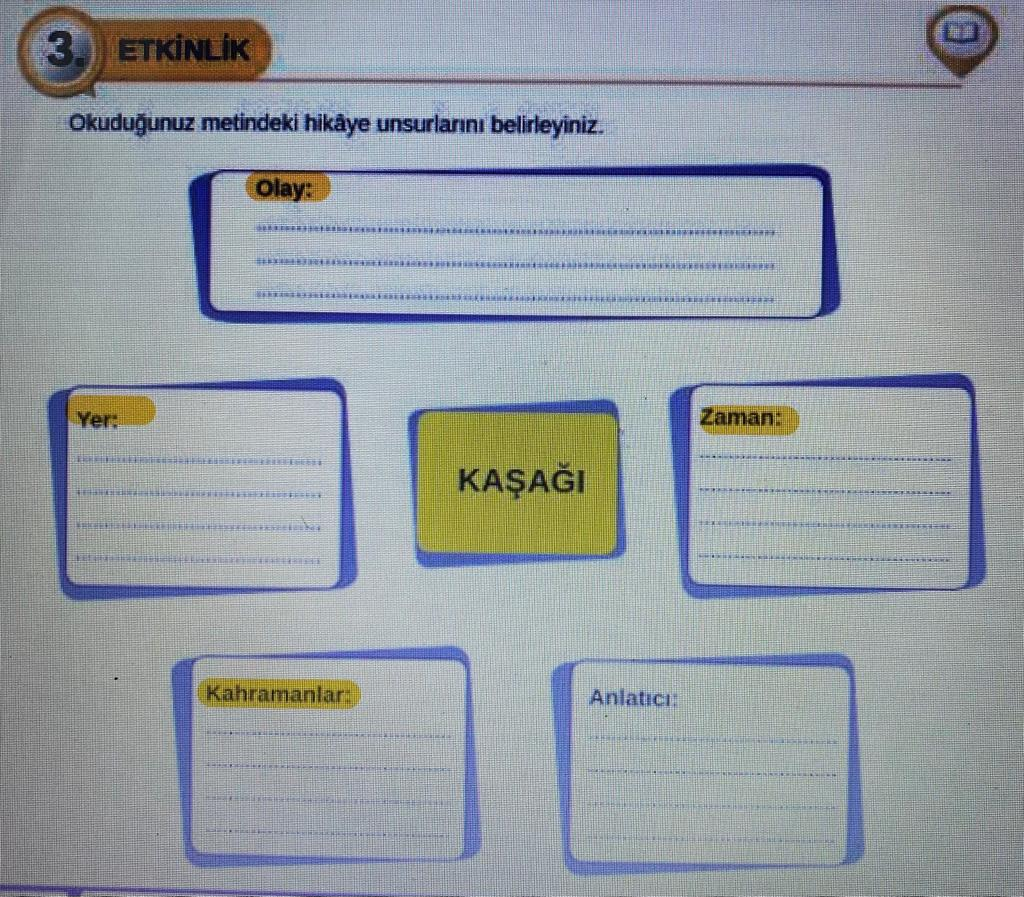 3. ETKİNLİK
Okuduğunuz metindeki hikâye unsurlarını belirleyiniz.
Olay:
Yer:
KAŞAĞI
Zaman:
Kahramanlar:
Anlatıcı: